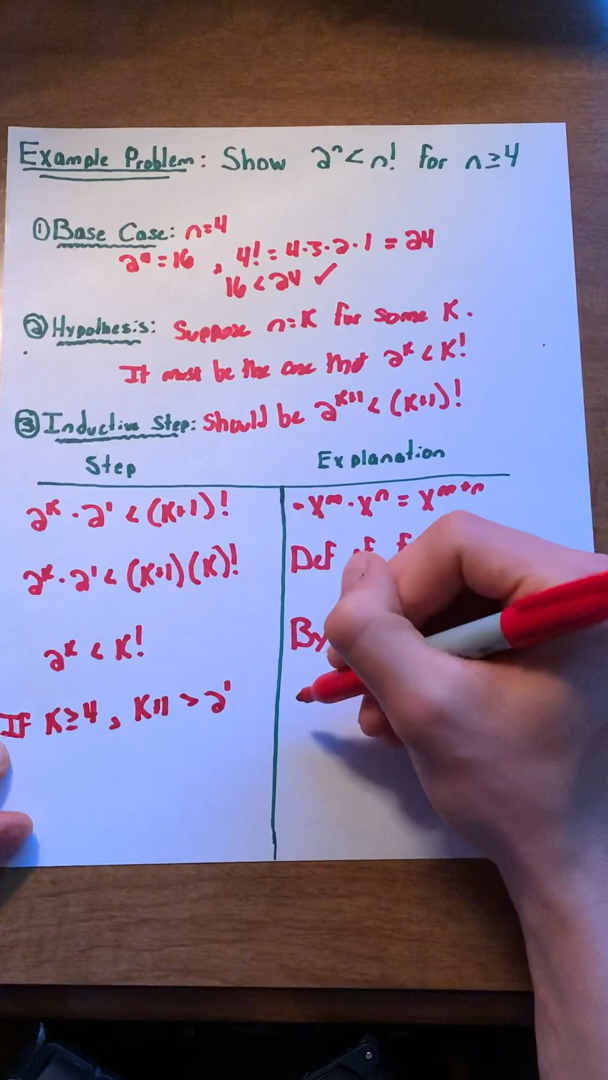 Example Problem: Show 2ⁿ < n! for n ≥ 4
① Base Case: n=4
2⁴ = 16 , 4! = 4·3·2·1 = 24
16 < 24 ✓
② Hypothesis: Suppose n=K for some K.
It must be the case that 2ᴷ < K!
③ Inductive Step: Should be 2ᴷ⁺¹ < (K+1)!
Step
Explanation
2ᴷ · 2¹ < (K+1)!
- xᵐ · xⁿ = xᵐ⁺ⁿ
2ᴷ · 2¹ < (K+1)(K)!
Def of
2ᴷ < K!
By
If K ≥ 4 , K+1 > 2¹